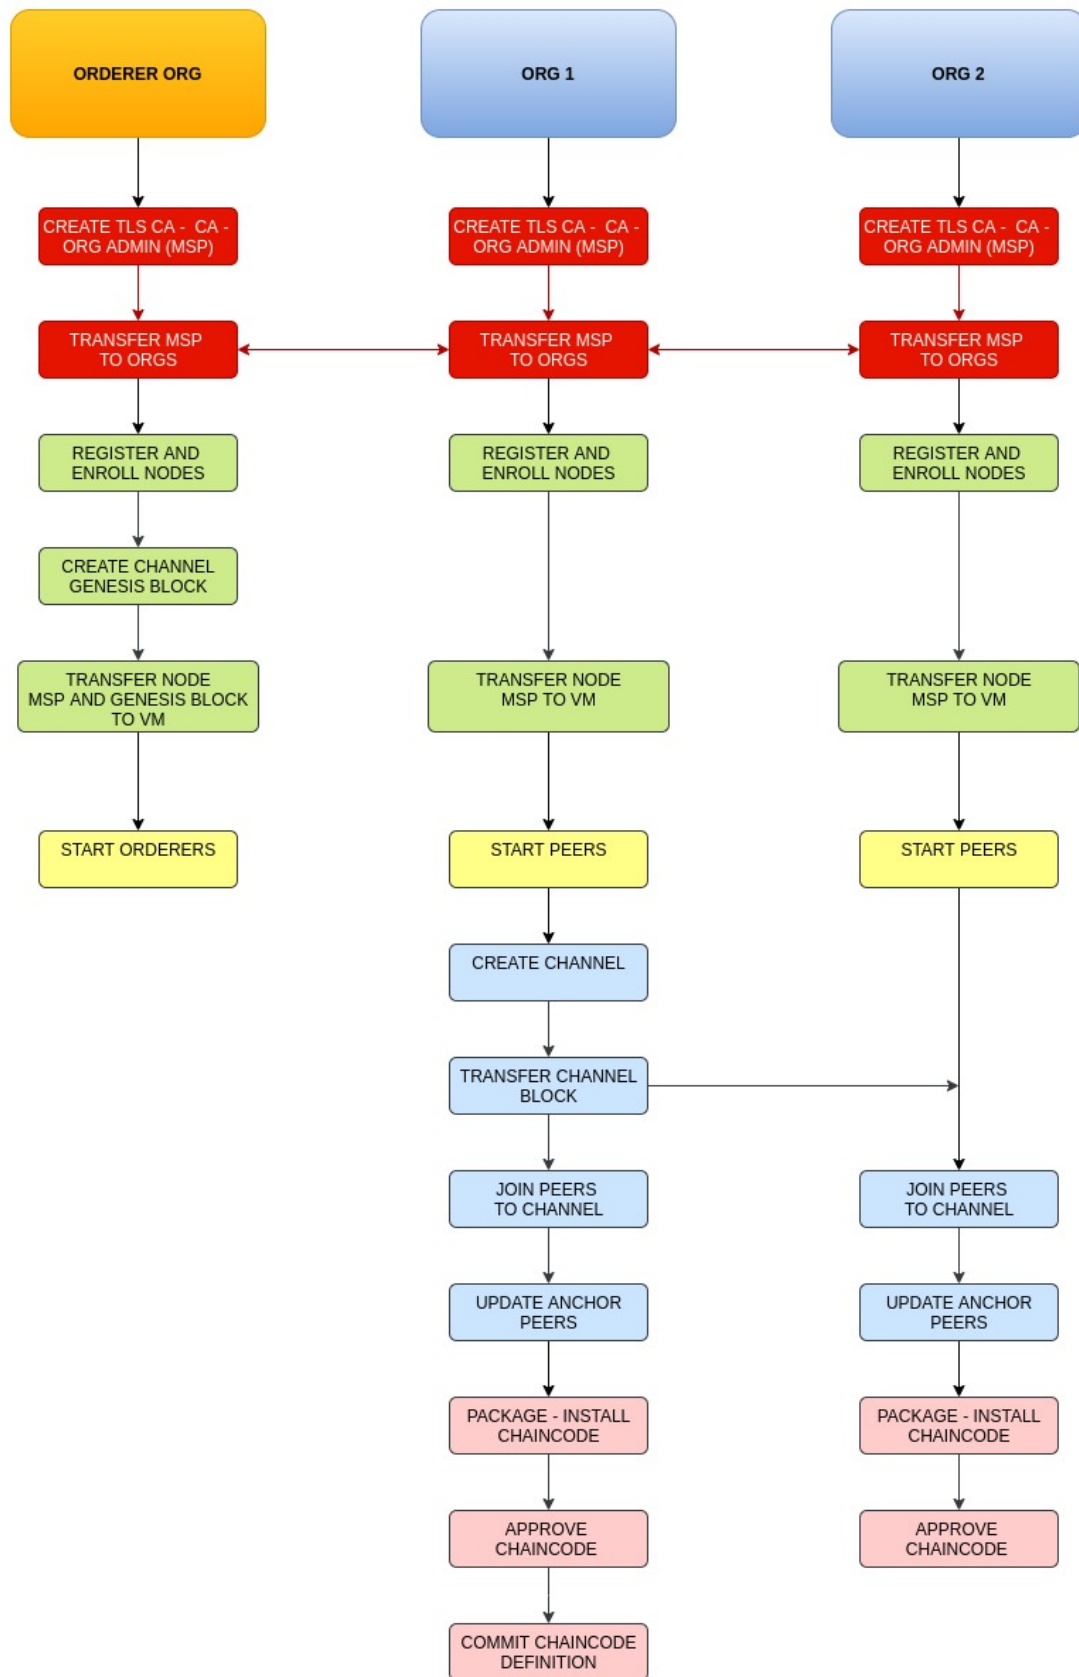 ORDERER ORG
ORG 1
ORG 2
CREATE TLS CA - CA -
ORG ADMIN (MSP)
CREATE TLS CA - CA -
ORG ADMIN (MSP)
CREATE TLS CA - CA -
ORG ADMIN (MSP)
TRANSFER MSP
TO ORGS
TRANSFER MSP
TO ORGS
TRANSFER MSP
TO ORGS
REGISTER AND
ENROLL NODES
REGISTER AND
ENROLL NODES
REGISTER AND
ENROLL NODES
CREATE CHANNEL
GENESIS BLOCK
TRANSFER NODE
MSP AND GENESIS BLOCK
TO VM
TRANSFER NODE
MSP TO VM
TRANSFER NODE
MSP TO VM
START ORDERERS
START PEERS
START PEERS
CREATE CHANNEL
TRANSFER CHANNEL
BLOCK
JOIN PEERS
TO CHANNEL
JOIN PEERS
TO CHANNEL
UPDATE ANCHOR
PEERS
UPDATE ANCHOR
PEERS
PACKAGE - INSTALL
CHAINCODE
PACKAGE - INSTALL
CHAINCODE
APPROVE
CHAINCODE
APPROVE
CHAINCODE
COMMIT CHAINCODE
DEFINITION